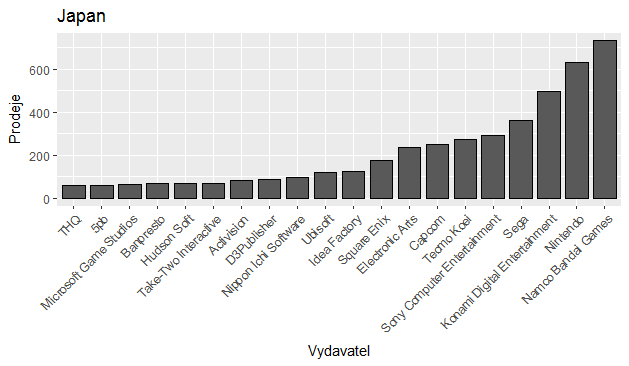 Japan
Prodeje
600
400
200
0
THQ
5pb
Microsoft Game Studios
Banpresto
Hudson Soft
Take-Two Interactive
Activision
D3Publisher
Nippon Ichi Software
Ubisoft
Idea Factory
Square Enix
Electronic Arts
Capcom
Tecmo Koei
Sony Computer Entertainment
Sega
Konami Digital Entertainment
Nintendo
Namco Bandai Games
Vydavatel